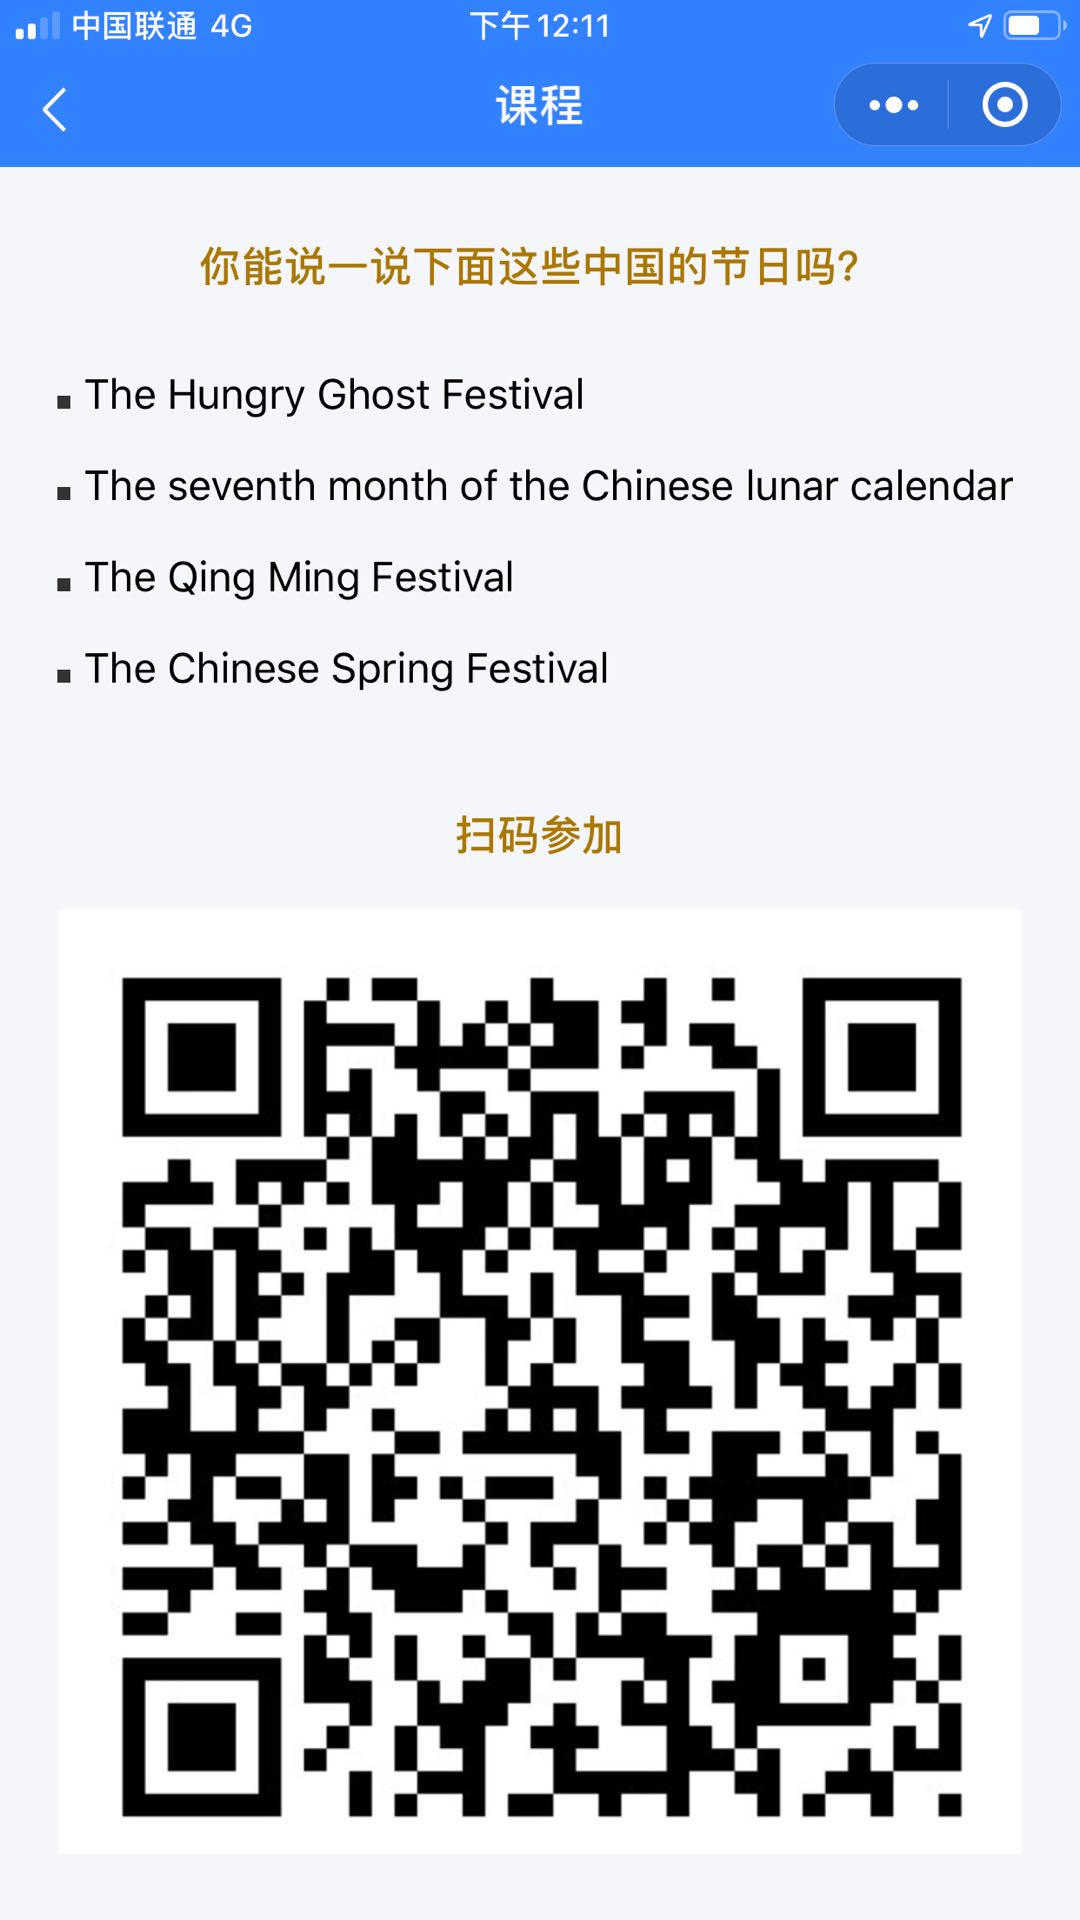 中国联通 4G 下午12:11
课程
你能说一说下面这些中国的节日吗?
▪ The Hungry Ghost Festival
▪ The seventh month of the Chinese lunar calendar
▪ The Qing Ming Festival
▪ The Chinese Spring Festival
扫码参加